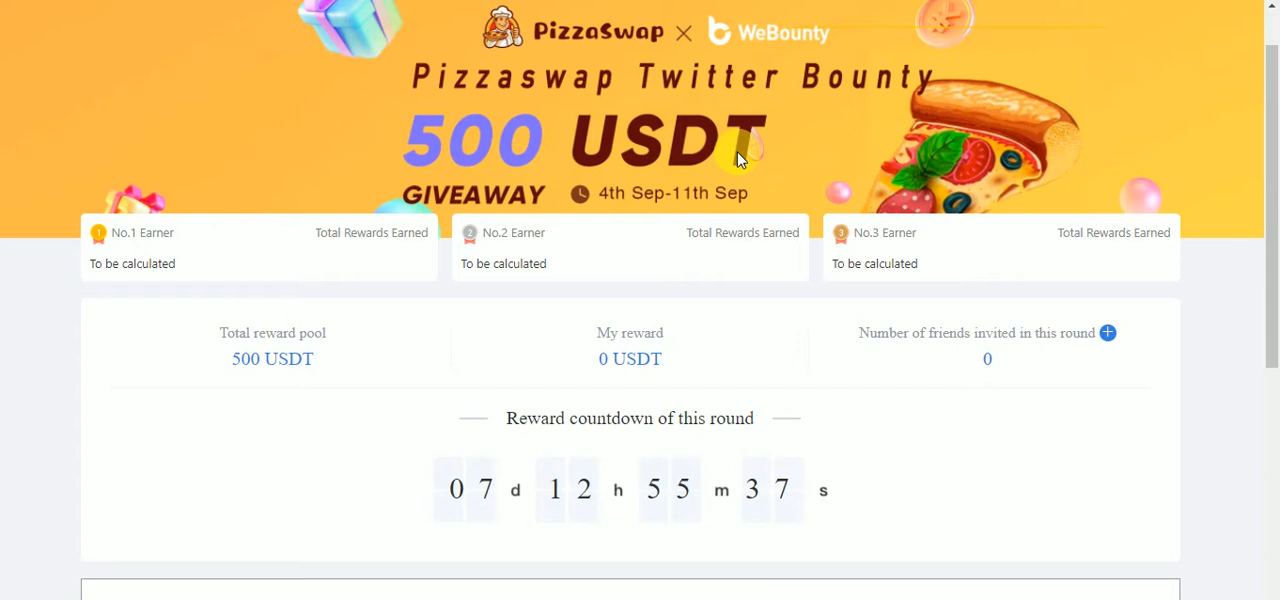 PizzaSwap × WeBounty
Pizzaswap Twitter Bounty
500 USDT
GIVEAWAY 4th Sep-11th Sep
1 No.1 Earner Total Rewards Earned
To be calculated
2 No.2 Earner Total Rewards Earned
To be calculated
3 No.3 Earner Total Rewards Earned
To be calculated
Total reward pool
500 USDT
My reward
0 USDT
Number of friends invited in this round
0
Reward countdown of this round
07 d 12 h 55 m 37 s